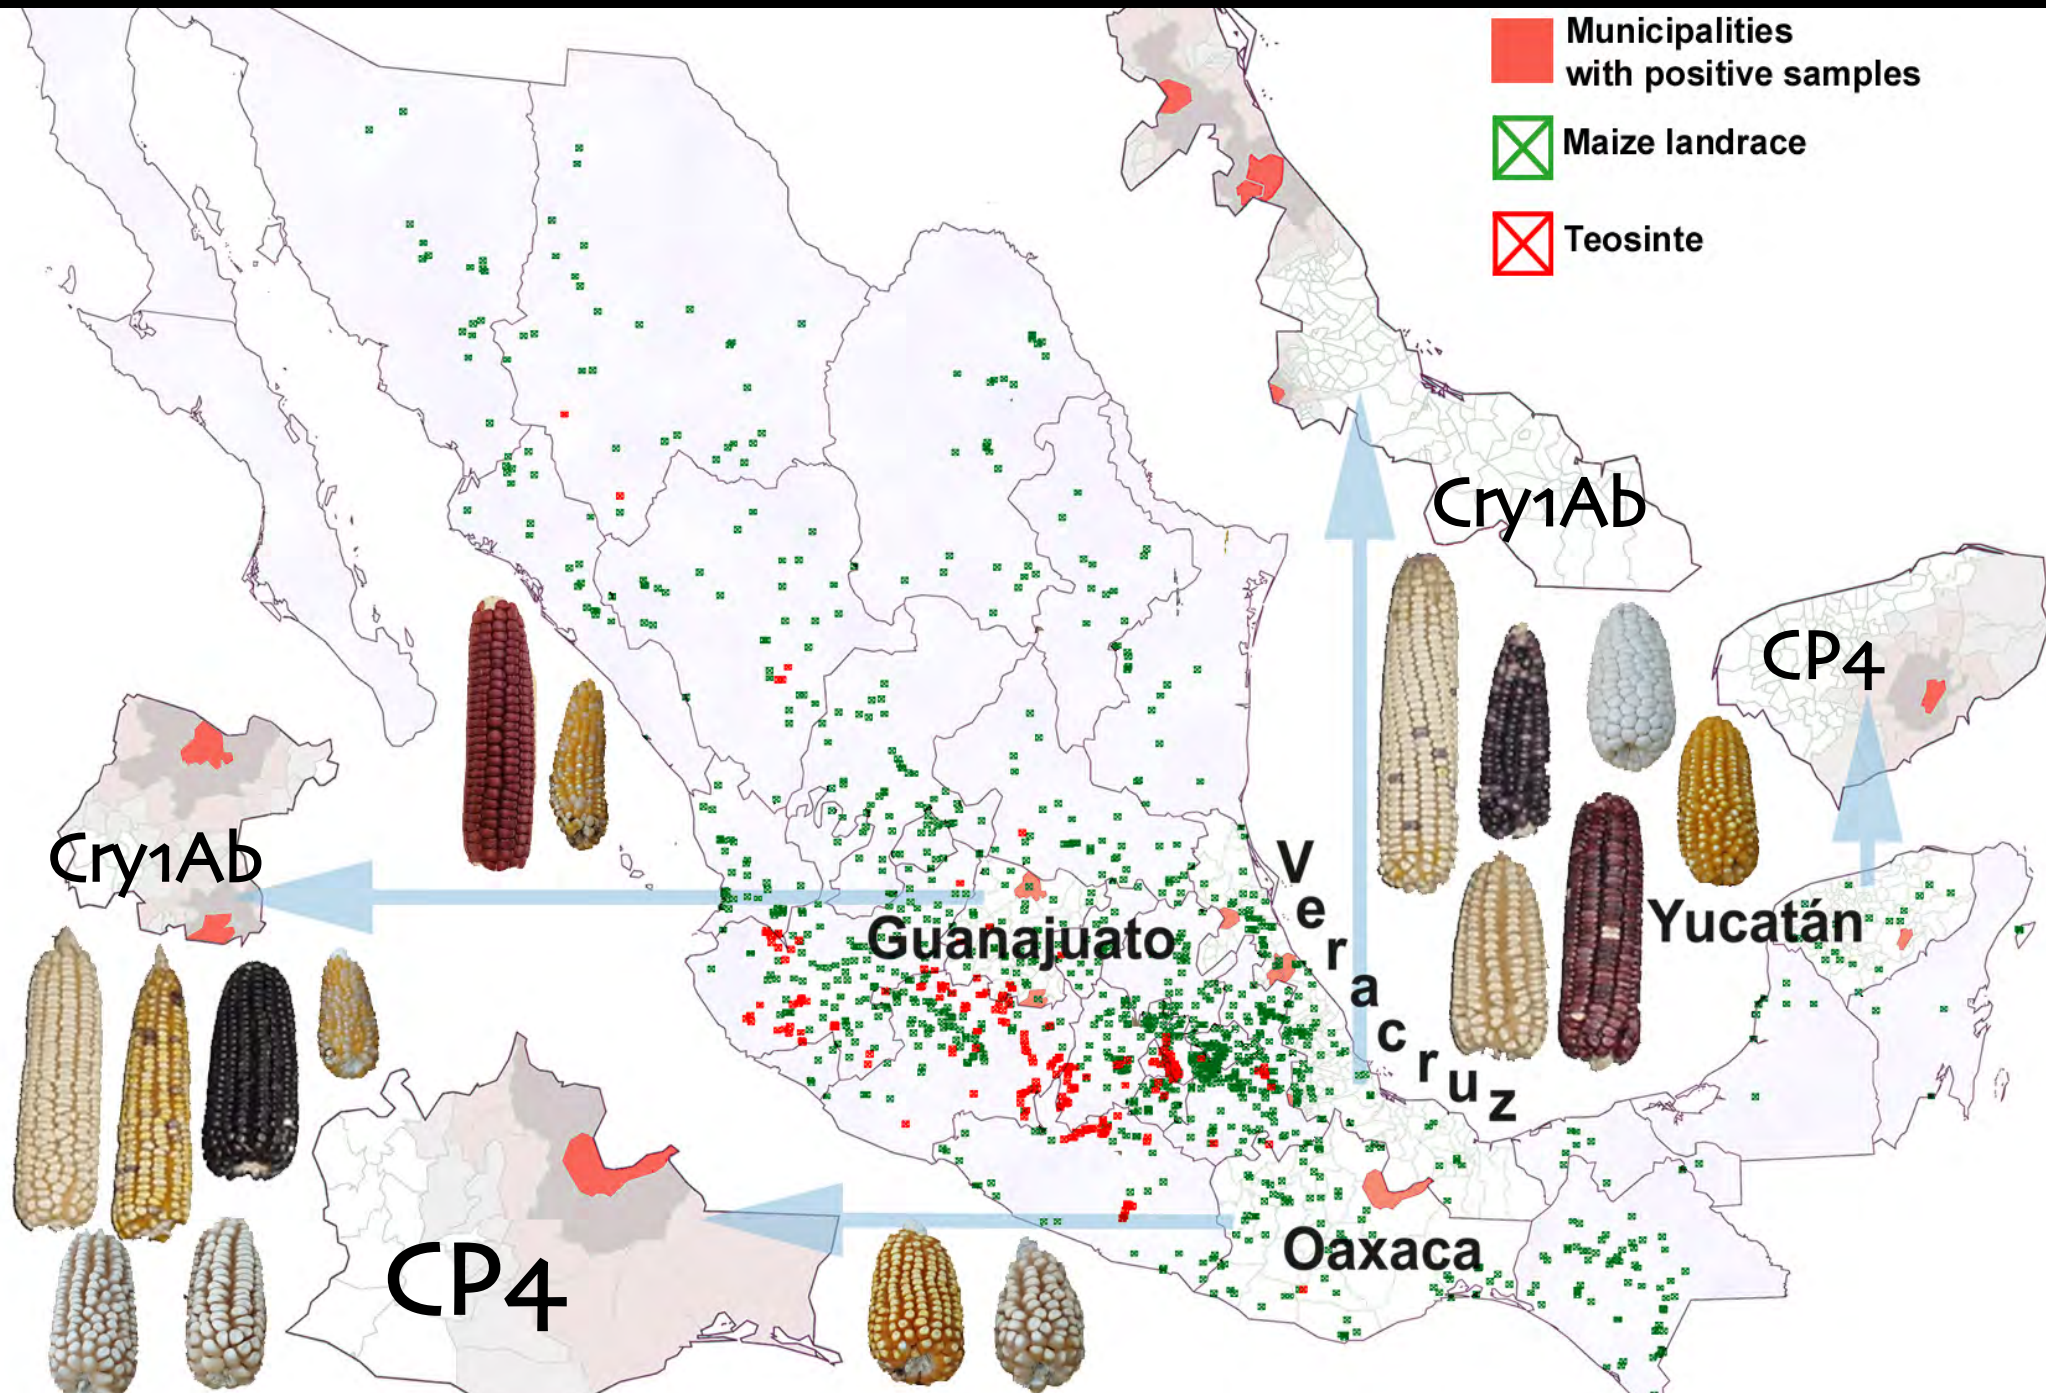 Municipalities
with positive samples
Maize landrace
Teosinte
Cry1Ab
CP4
Cry1Ab
Veracruz
Guanajuato
Yucatán
CP4
Oaxaca